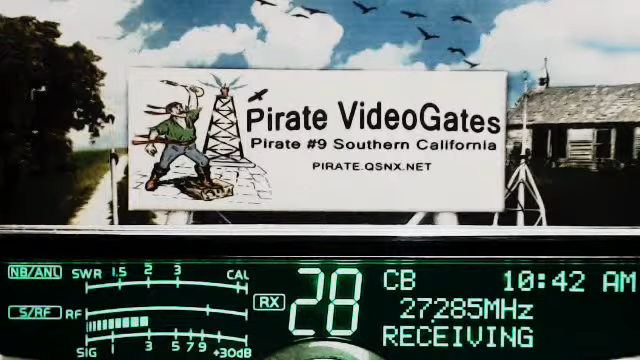 Pirate VideoGates
Pirate #9 Southern California
PIRATE.QSNX.NET
NB/ANL SWR 1.5 2 3 CAL
S/RF RF
SIG 1 3 5 7 9 +30dB
RX 28
CB 10:42 AM
27285MHz
RECEIVING